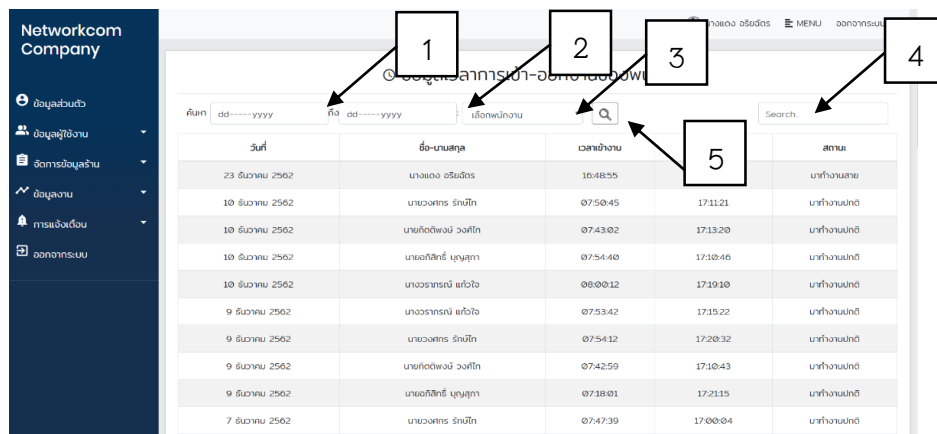 Networkcom
Company
นางแดง อริยฉัตร MENU ออกจากระบบ
ข้อมูลส่วนตัว
ข้อมูลผู้ใช้งาน
จัดการข้อมูลร้าน
ข้อมูลงาน
การแจ้งเตือน
ออกจากระบบ
1
2
3
4
5
ค้นหา dd-----yyyy ถึง dd-----yyyy : เลือกพนักงาน Search..
วันที่ ชื่อ-นามสกุล เวลาเข้างาน สถานะ
23 ธันวาคม 2562 นางแดง อริยฉัตร 16:48:55 มาทำงานสาย
10 ธันวาคม 2562 นายวงศกร รักษ์ไท 07:50:45 17:11:21 มาทำงานปกติ
10 ธันวาคม 2562 นายกิตติพงษ์ วงศ์ไท 07:43:02 17:13:20 มาทำงานปกติ
10 ธันวาคม 2562 นายอภิสิทธิ์ บุญสุภา 07:54:40 17:10:46 มาทำงานปกติ
10 ธันวาคม 2562 นางวราภรณ์ แก้วใจ 08:00:12 17:19:10 มาทำงานปกติ
9 ธันวาคม 2562 นางวราภรณ์ แก้วใจ 07:53:42 17:15:22 มาทำงานปกติ
9 ธันวาคม 2562 นายวงศกร รักษ์ไท 07:54:12 17:20:32 มาทำงานปกติ
9 ธันวาคม 2562 นายกิตติพงษ์ วงศ์ไท 07:42:59 17:10:43 มาทำงานปกติ
9 ธันวาคม 2562 นายอภิสิทธิ์ บุญสุภา 07:18:01 17:21:15 มาทำงานปกติ
7 ธันวาคม 2562 นายวงศกร รักษ์ไท 07:47:39 17:00:04 มาทำงานปกติ